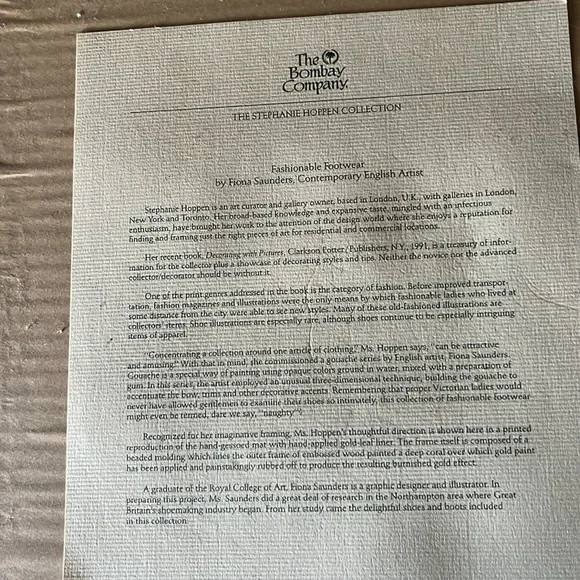 The
Bombay
Company.
THE STEPHANIE HOPPEN COLLECTION
Fashionable Footwear
by Fiona Saunders, Contemporary English Artist
Stephanie Hoppen is an art curator and gallery owner, based in London, U.K., with galleries in London,
New York and Toronto. Her broad-based knowledge and expansive taste, mingled with an infectious
enthusiasm, have brought her work to the attention of the design world where she enjoys a reputation for
finding and framing just the right pieces of art for residential and commercial locations.
Her recent book, Decorating with Pictures, Clarkson Potter/Publishers, N.Y., 1991, is a treasury of infor-
mation for the collector plus a showcase of decorating styles and tips. Neither the novice nor the advanced
collector/decorator should be without it.
One of the print genres addressed in the book is the category of fashion. Before improved transpor-
tation, fashion magazines and illustrations were the only means by which fashionable ladies who lived at
some distance from the city were able to see new styles. Many of these old-fashioned illustrations are
collectors' items. Shoe illustrations are especially rare, although shoes continue to be especially intriguing
items of apparel.
"Concentrating a collection around one article of clothing," Ms. Hoppen says, "can be attractive
and amusing." With that in mind, she commissioned a gouache series by English artist, Fiona Saunders.
Gouache is a special way of painting using opaque colors ground in water, mixed with a preparation of
gum. In this series, the artist employed an unusual three-dimensional technique, building the gouache to
accentuate the bow, trims and other decorative accents. Remembering that proper Victorian ladies would
never have allowed gentlemen to examine their shoes so intimately, this collection of fashionable footwear
might even be termed, dare we say, "naughty"?
Recognized for her imaginative framing, Ms. Hoppen's thoughtful direction is shown here in a printed
reproduction of the hand-gessoed mat with hand-applied gold-leaf liner. The frame itself is composed of a
beaded molding which lines the outer frame of embossed wood painted a deep coral over which gold paint
has been applied and painstakingly rubbed off to produce the resulting burnished gold effect.
A graduate of the Royal College of Art, Fiona Saunders is a graphic designer and illustrator. In
preparing this project, Ms. Saunders did a great deal of research in the Northampton area where Great
Britain's shoemaking industry began. From her study came the delightful shoes and boots included
in this collection.